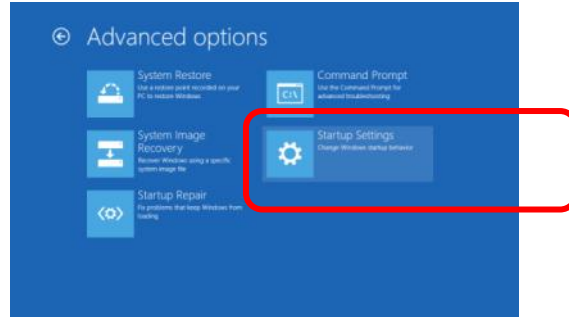 Advanced options
System Restore
Use a restore point recorded on your
PC to restore Windows
Command Prompt
Use the Command Prompt for
advanced troubleshooting
C:\
System Image
Recovery
Recover Windows using a specific
system image file
Startup Settings
Change Windows startup behavior
Startup Repair
Fix problems that keep Windows from
loading